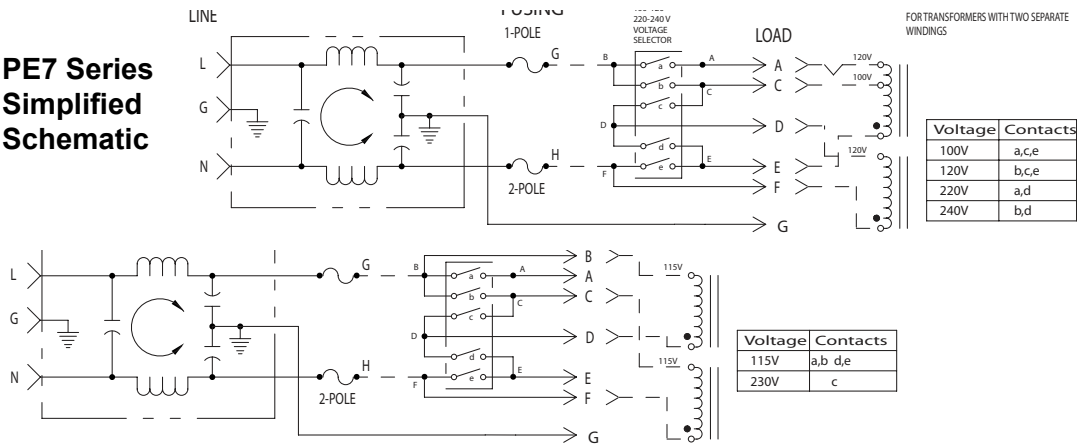 LINE
1-POLE
220-240 V
VOLTAGE
SELECTOR
LOAD
FOR TRANSFORMERS WITH TWO SEPARATE
WINDINGS
PE7 Series
Simplified
Schematic
L
G
N
G
H
2-POLE
B
D
F
a
b
c
d
e
A
C
E
A
C
D
E
F
G
120V
100V
120V
Voltage Contacts
100V a,c,e
120V b,c,e
220V a,d
240V b,d
L
G
N
G
H
2-POLE
B
D
F
a
b
c
d
e
A
C
E
B
A
C
D
E
F
G
115V
115V
Voltage Contacts
115V a,b d,e
230V c